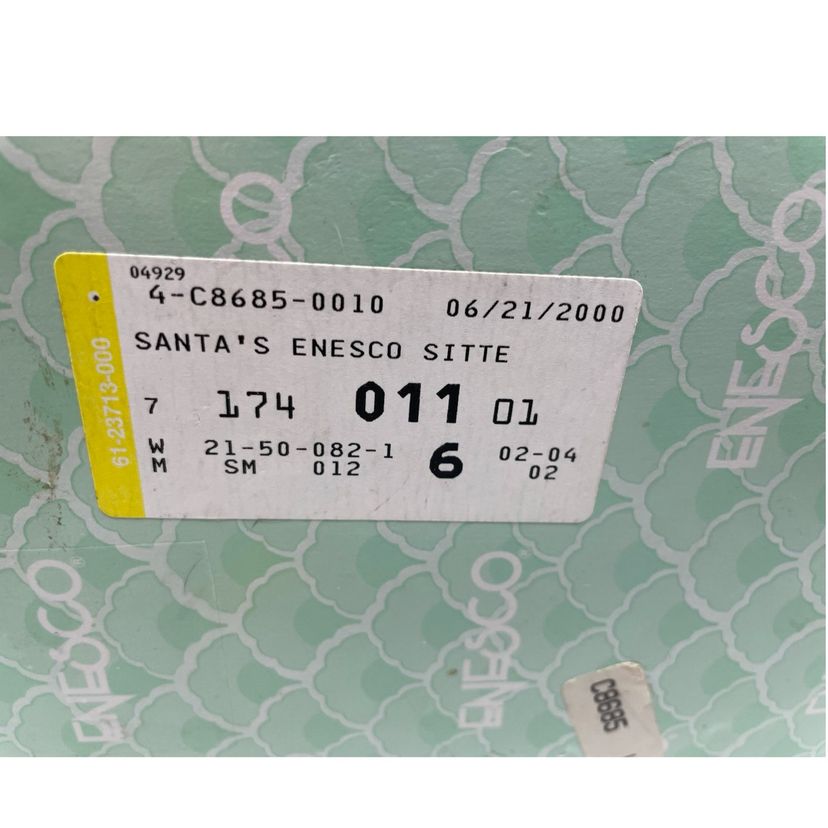 04929
4-C8685-0010 06/21/2000
SANTA'S ENESCO SITTE
7 174 011 01
W 21-50-082-1 6 02-04
M SM 012 02
61-23713-000
ENESCO
ENESCO®
ENESCO®
C8685